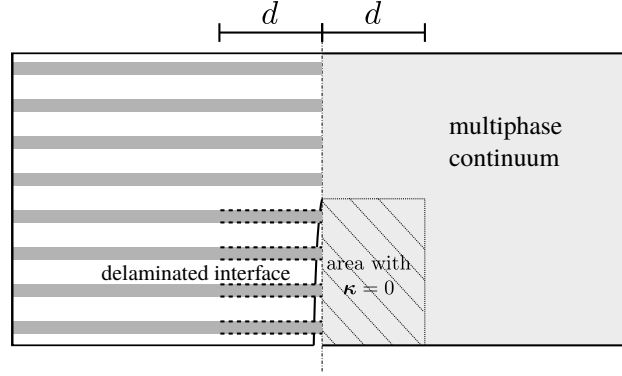 d d
multiphase
continuum
delaminated interface
area with
κ = 0